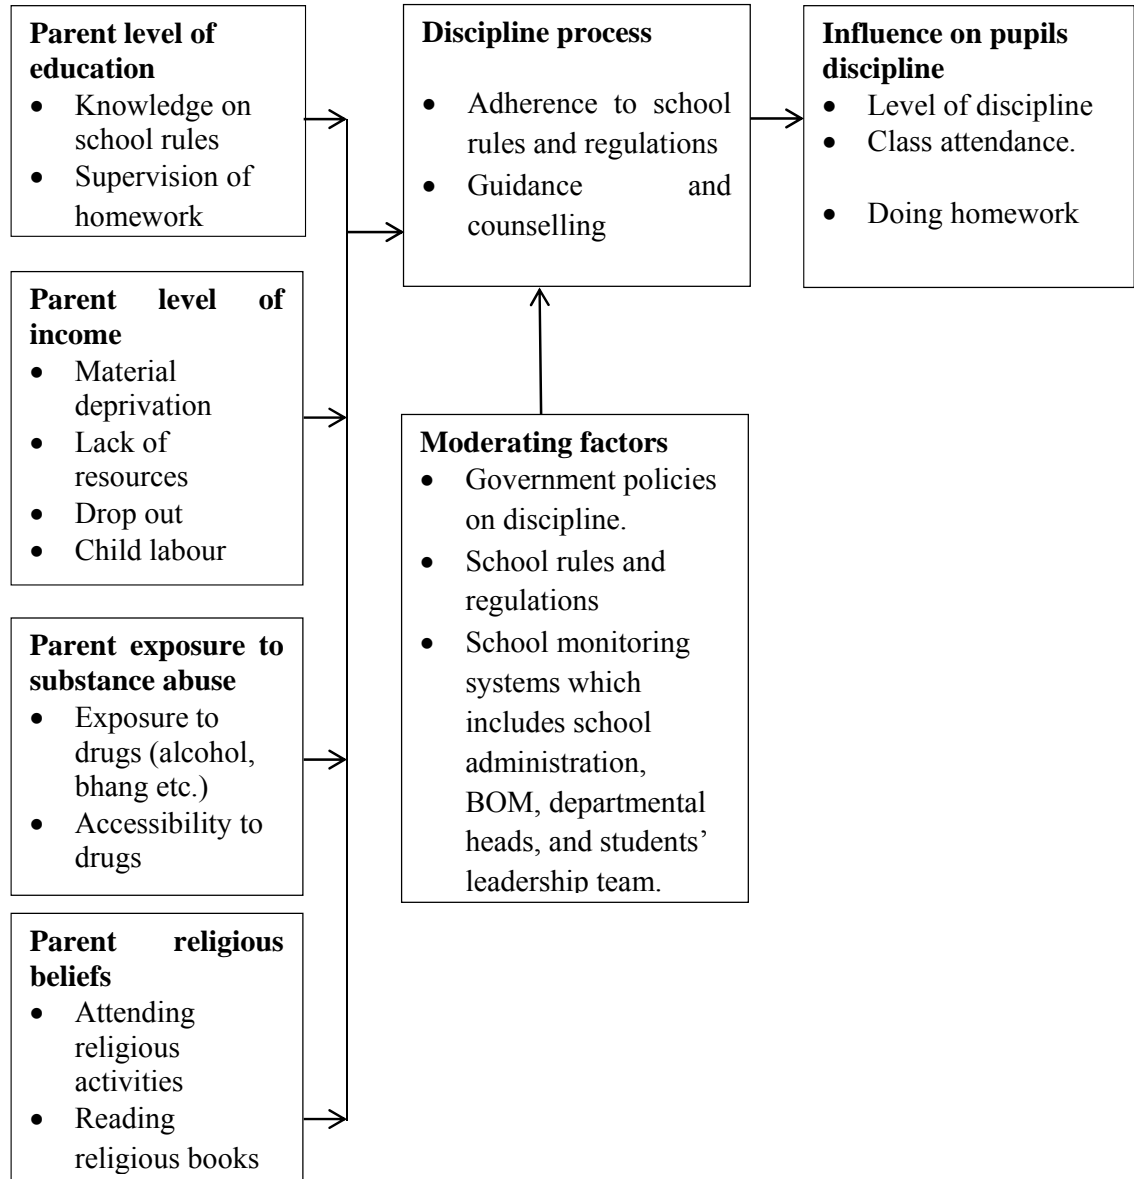 Parent level of
education
• Knowledge on
school rules
• Supervision of
homework
Parent level of
income
• Material
deprivation
• Lack of
resources
• Drop out
• Child labour
Parent exposure to
substance abuse
• Exposure to
drugs (alcohol,
bhang etc.)
• Accessibility to
drugs
Parent religious
beliefs
• Attending
religious
activities
• Reading
religious books
Discipline process
• Adherence to school
rules and regulations
• Guidance and
counselling
Moderating factors
• Government policies
on discipline.
• School rules and
regulations
• School monitoring
systems which
includes school
administration,
BOM, departmental
heads, and students’
leadership team.
Influence on pupils
discipline
• Level of discipline
• Class attendance.
• Doing homework